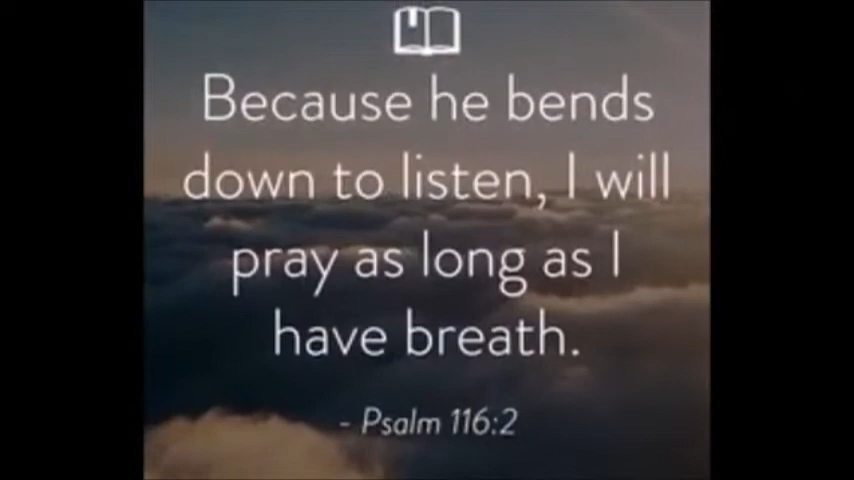 Because he bends
down to listen, I will
pray as long as I
have breath.
- Psalm 116:2